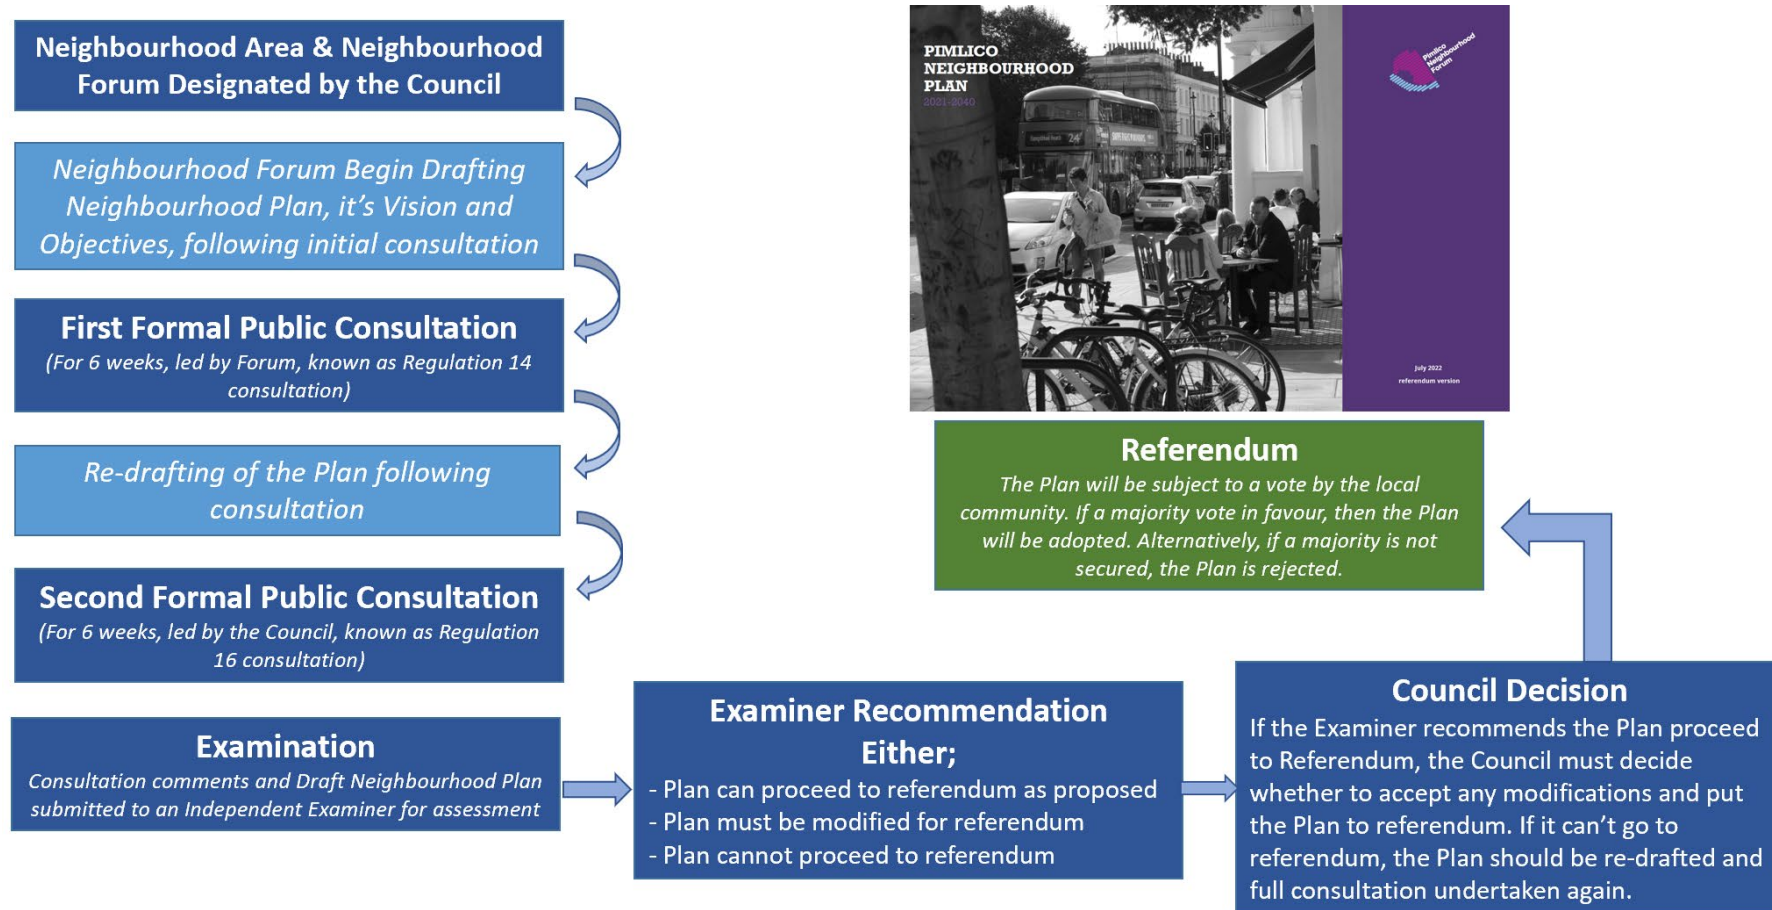 Neighbourhood Area & Neighbourhood
Forum Designated by the Council
Neighbourhood Forum Begin Drafting
Neighbourhood Plan, it’s Vision and
Objectives, following initial consultation
First Formal Public Consultation
(For 6 weeks, led by Forum, known as Regulation 14
consultation)
Re-drafting of the Plan following
consultation
Second Formal Public Consultation
(For 6 weeks, led by the Council, known as Regulation
16 consultation)
Examination
Consultation comments and Draft Neighbourhood Plan
submitted to an Independent Examiner for assessment
Examiner Recommendation
Either;
- Plan can proceed to referendum as proposed
- Plan must be modified for referendum
- Plan cannot proceed to referendum
Council Decision
If the Examiner recommends the Plan proceed
to Referendum, the Council must decide
whether to accept any modifications and put
the Plan to referendum. If it can’t go to
referendum, the Plan should be re-drafted and
full consultation undertaken again.
Referendum
The Plan will be subject to a vote by the local
community. If a majority vote in favour, then the Plan
will be adopted. Alternatively, if a majority is not
secured, the Plan is rejected.
PIMLICO
NEIGHBOURHOOD
PLAN
2021-2040
24
Pimlico
Neighbourhood
Forum
July 2022
referendum version